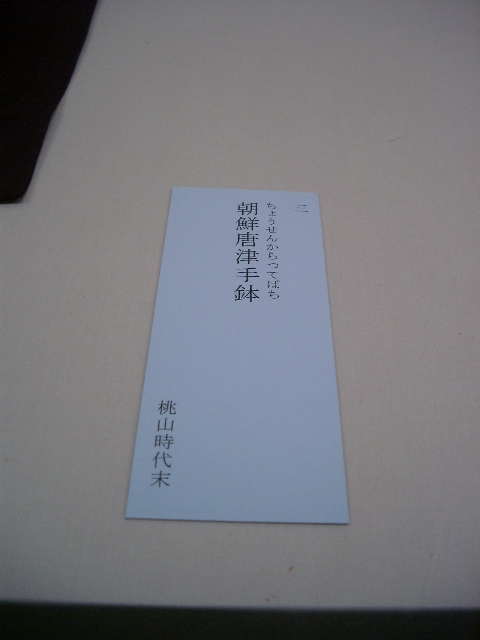 三
ちょうせんからつてばち
朝鮮唐津手鉢
桃山時代末